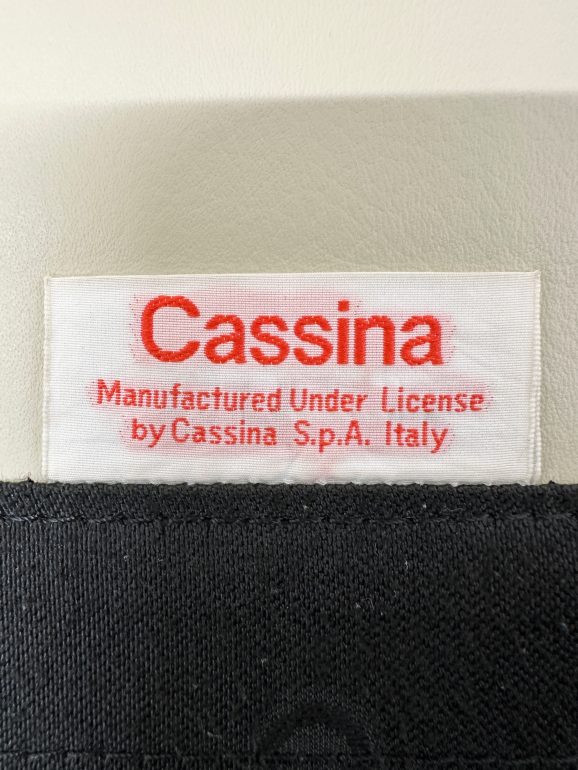 Cassina
Manufactured Under License
by Cassina S.p.A. Italy